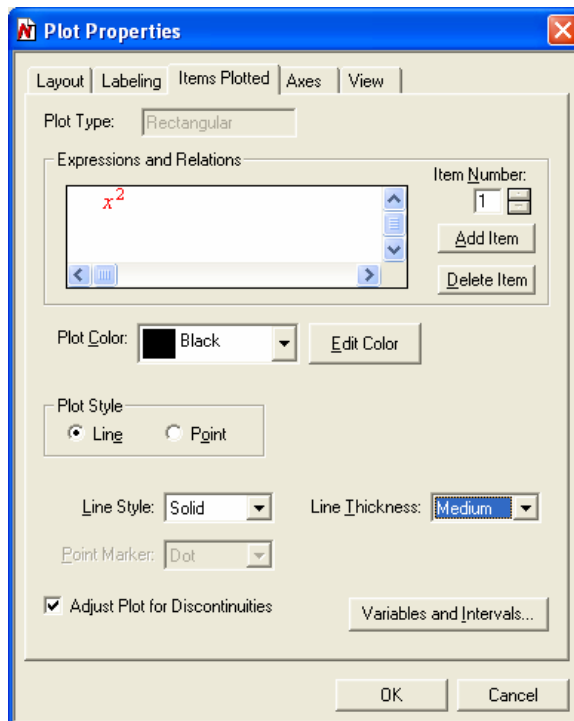 Plot Properties
Layout Labeling Items Plotted Axes View
Plot Type: Rectangular
Expressions and Relations
Item Number:
x² 1
Add Item
Delete Item
Plot Color: Black Edit Color
Plot Style
Line Point
Line Style: Solid Line Thickness: Medium
Point Marker: Dot
Adjust Plot for Discontinuities
Variables and Intervals...
OK Cancel